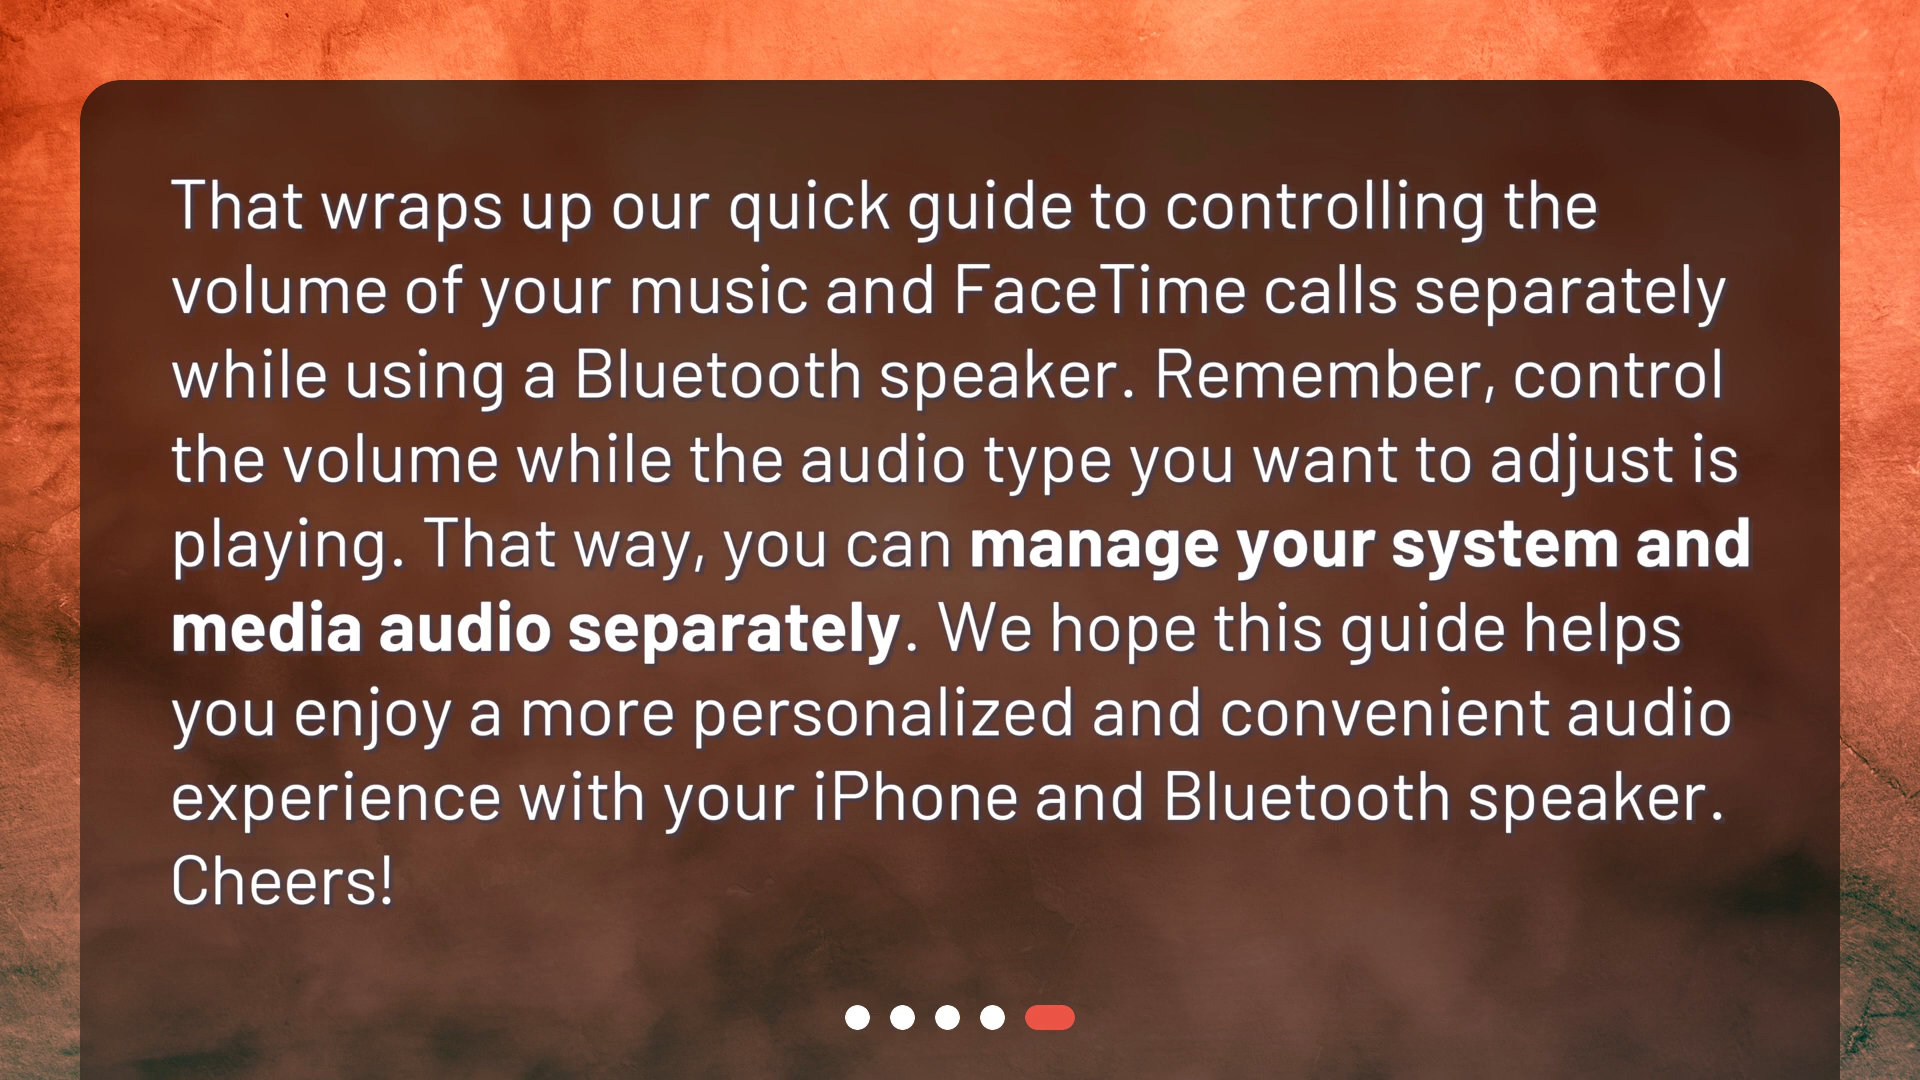 That wraps up our quick guide to controlling the
volume of your music and FaceTime calls separately
while using a Bluetooth speaker. Remember, control
the volume while the audio type you want to adjust is
playing. That way, you can manage your system and
media audio separately. We hope this guide helps
you enjoy a more personalized and convenient audio
experience with your iPhone and Bluetooth speaker.
Cheers!